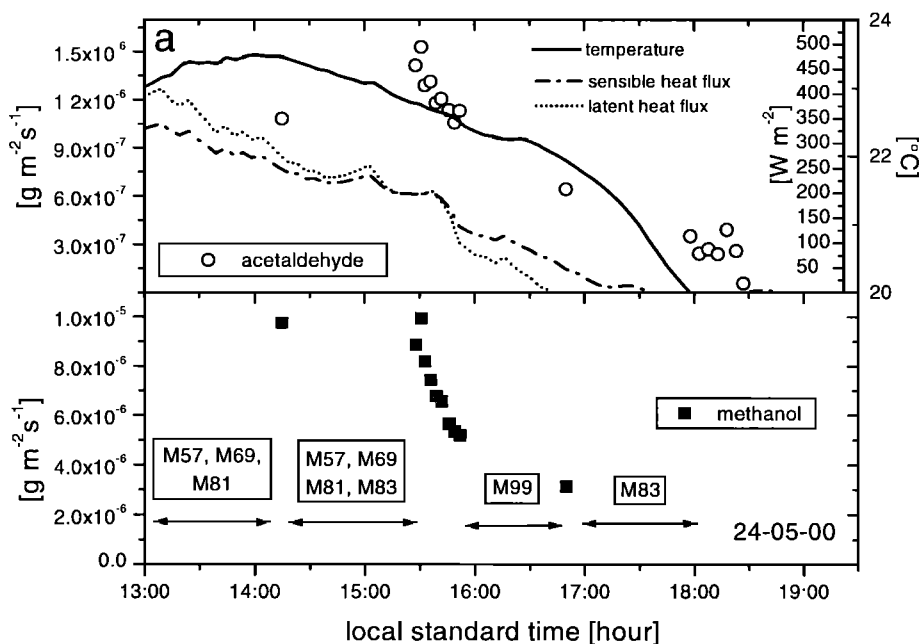 a
temperature
sensible heat flux
latent heat flux
acetaldehyde
1.5x10⁻⁶
1.2x10⁻⁶
9.0x10⁻⁷
6.0x10⁻⁷
3.0x10⁻⁷
[g m⁻²s⁻¹]
500
450
400
350
300
250
200
150
100
50
[W m⁻²]
24
22
20
[°C]
1.0x10⁻⁵
8.0x10⁻⁶
6.0x10⁻⁶
4.0x10⁻⁶
2.0x10⁻⁶
0.0
[g m⁻²s⁻¹]
methanol
M57, M69,
M81
M57, M69
M81, M83
M99
M83
24-05-00
13:00 14:00 15:00 16:00 17:00 18:00 19:00
local standard time [hour]